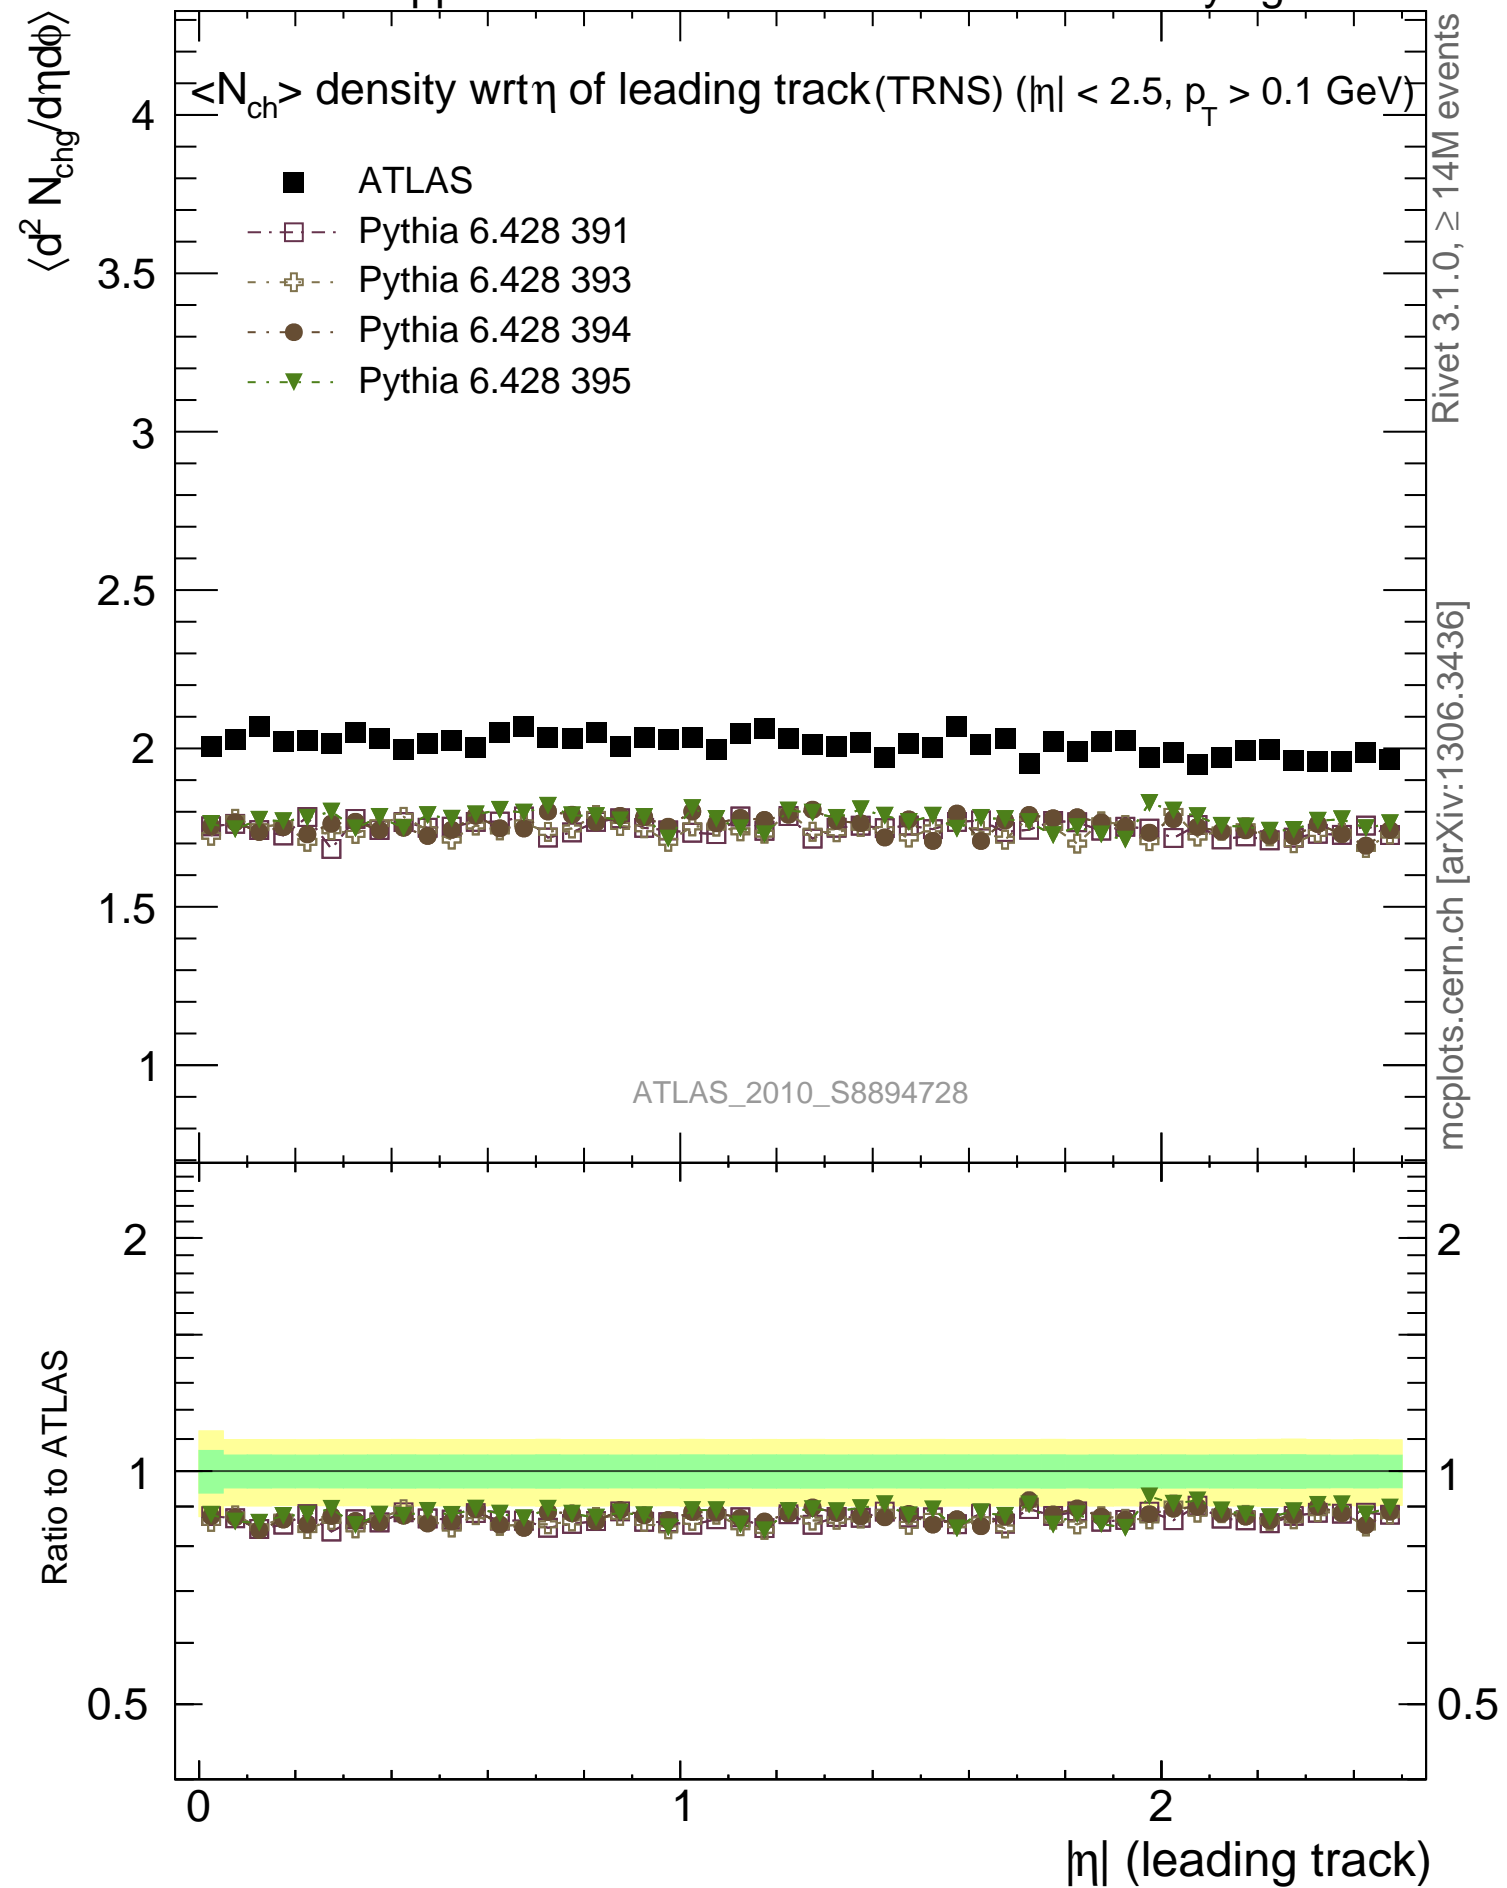 ⟨d² N_chg/dηdϕ⟩
<N_ch> density wrt η of leading track (TRNS) (|η| < 2.5, p_T > 0.1 GeV)
ATLAS
Pythia 6.428 391
Pythia 6.428 393
Pythia 6.428 394
Pythia 6.428 395
4
3.5
3
2.5
2
1.5
1
ATLAS_2010_S8894728
Rivet 3.1.0, ≥ 14M events
mcplots.cern.ch [arXiv:1306.3436]
Ratio to ATLAS
2
1
0.5
2
1
0.5
0
1
2
|η| (leading track)